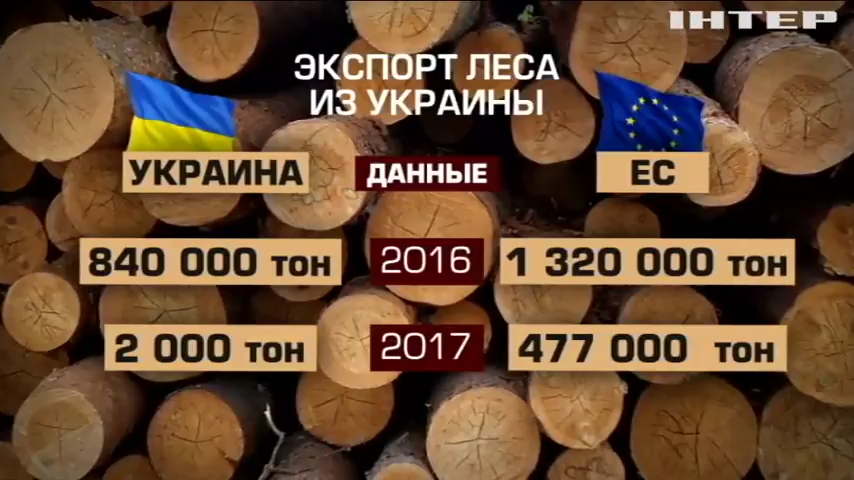 ІНТЕР
ЭКСПОРТ ЛЕСА
ИЗ УКРАИНЫ
УКРАИНА ДАННЫЕ ЕС
840 000 тон 2016 1 320 000 тон
2 000 тон 2017 477 000 тон